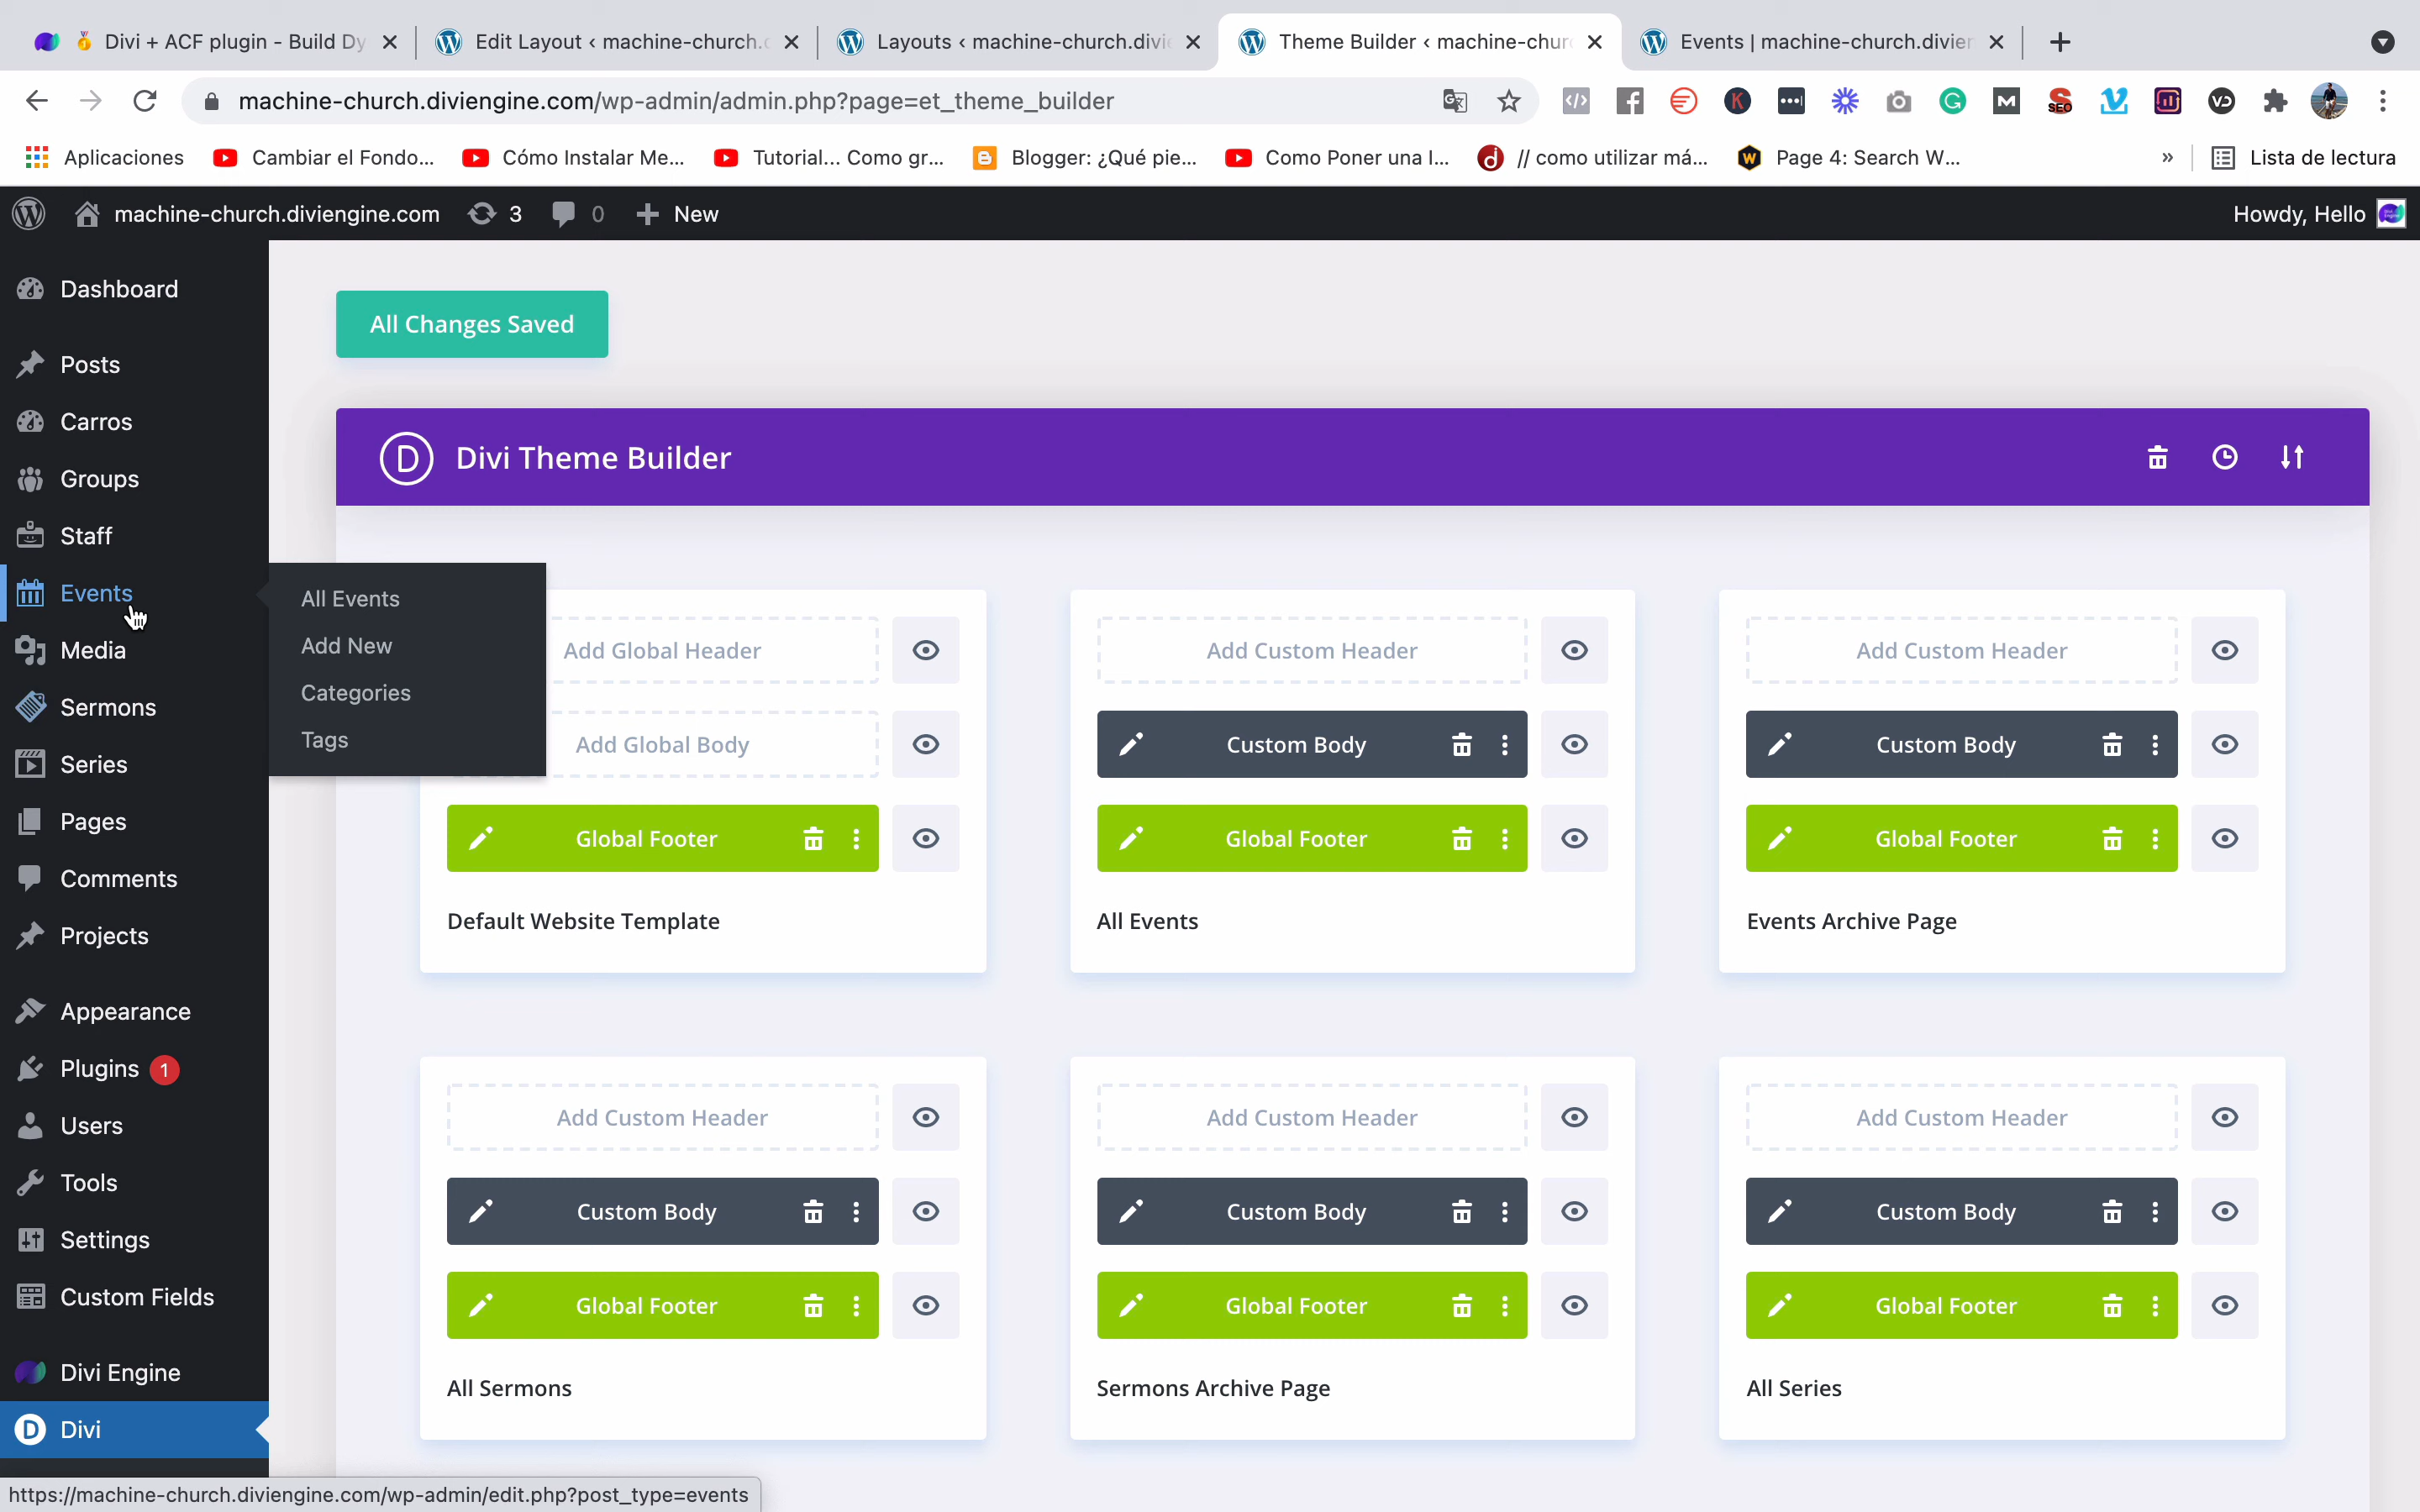 Divi + ACF plugin - Build Dy
Edit Layout ‹ machine-church.
Layouts ‹ machine-church.divie
Theme Builder ‹ machine-chur
Events | machine-church.divien
machine-church.diviengine.com/wp-admin/admin.php?page=et_theme_builder
Aplicaciones
Cambiar el Fondo...
Cómo Instalar Me...
Tutorial... Como gr...
Blogger: ¿Qué pie...
Como Poner una I...
// como utilizar má...
Page 4: Search W...
»
Lista de lectura
machine-church.diviengine.com
3
0
New
Howdy, Hello
Dashboard
Posts
Carros
Groups
Staff
Events
Media
Sermons
Series
Pages
Comments
Projects
Appearance
Plugins 1
Users
Tools
Settings
Custom Fields
Divi Engine
Divi
All Events
Add New
Categories
Tags
All Changes Saved
Divi Theme Builder
Add Global Header
Add Global Body
Global Footer
Default Website Template
Add Custom Header
Custom Body
Global Footer
All Events
Add Custom Header
Custom Body
Global Footer
Events Archive Page
Add Custom Header
Custom Body
Global Footer
All Sermons
Add Custom Header
Custom Body
Global Footer
Sermons Archive Page
Add Custom Header
Custom Body
Global Footer
All Series
https://machine-church.diviengine.com/wp-admin/edit.php?post_type=events